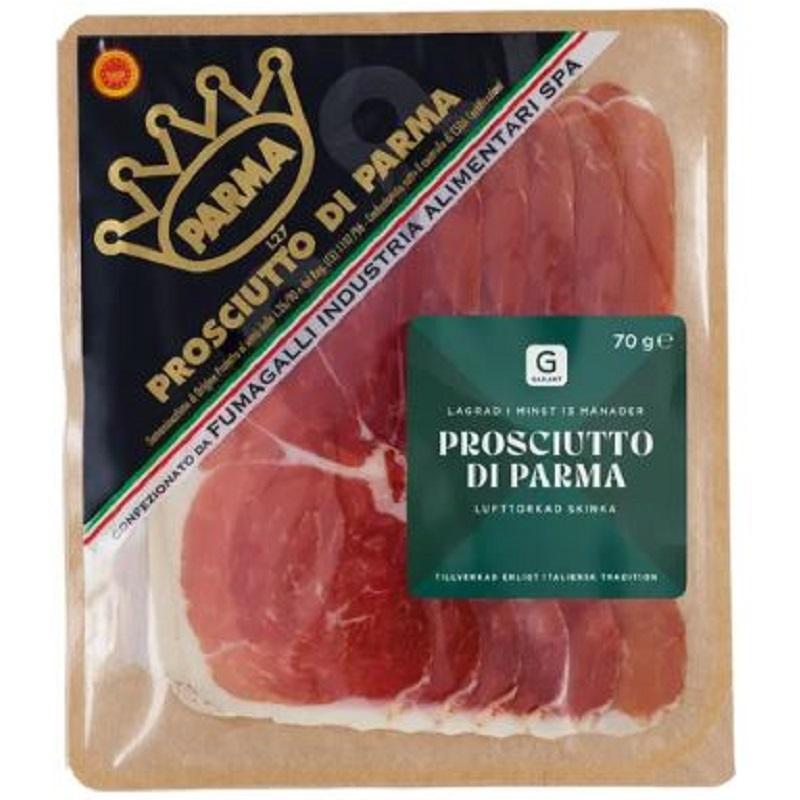 PARMA
L27
PROSCIUTTO DI PARMA
CONFEZIONATO DA FUMAGALLI INDUSTRIA ALIMENTARI SPA
70 g ℮
G
GARANT
LAGRAD I MINST 13 MÅNADER
PROSCIUTTO
DI PARMA
LUFTTORKAD SKINKA
TILLVERKAD ENLIGT ITALIENSK TRADITION